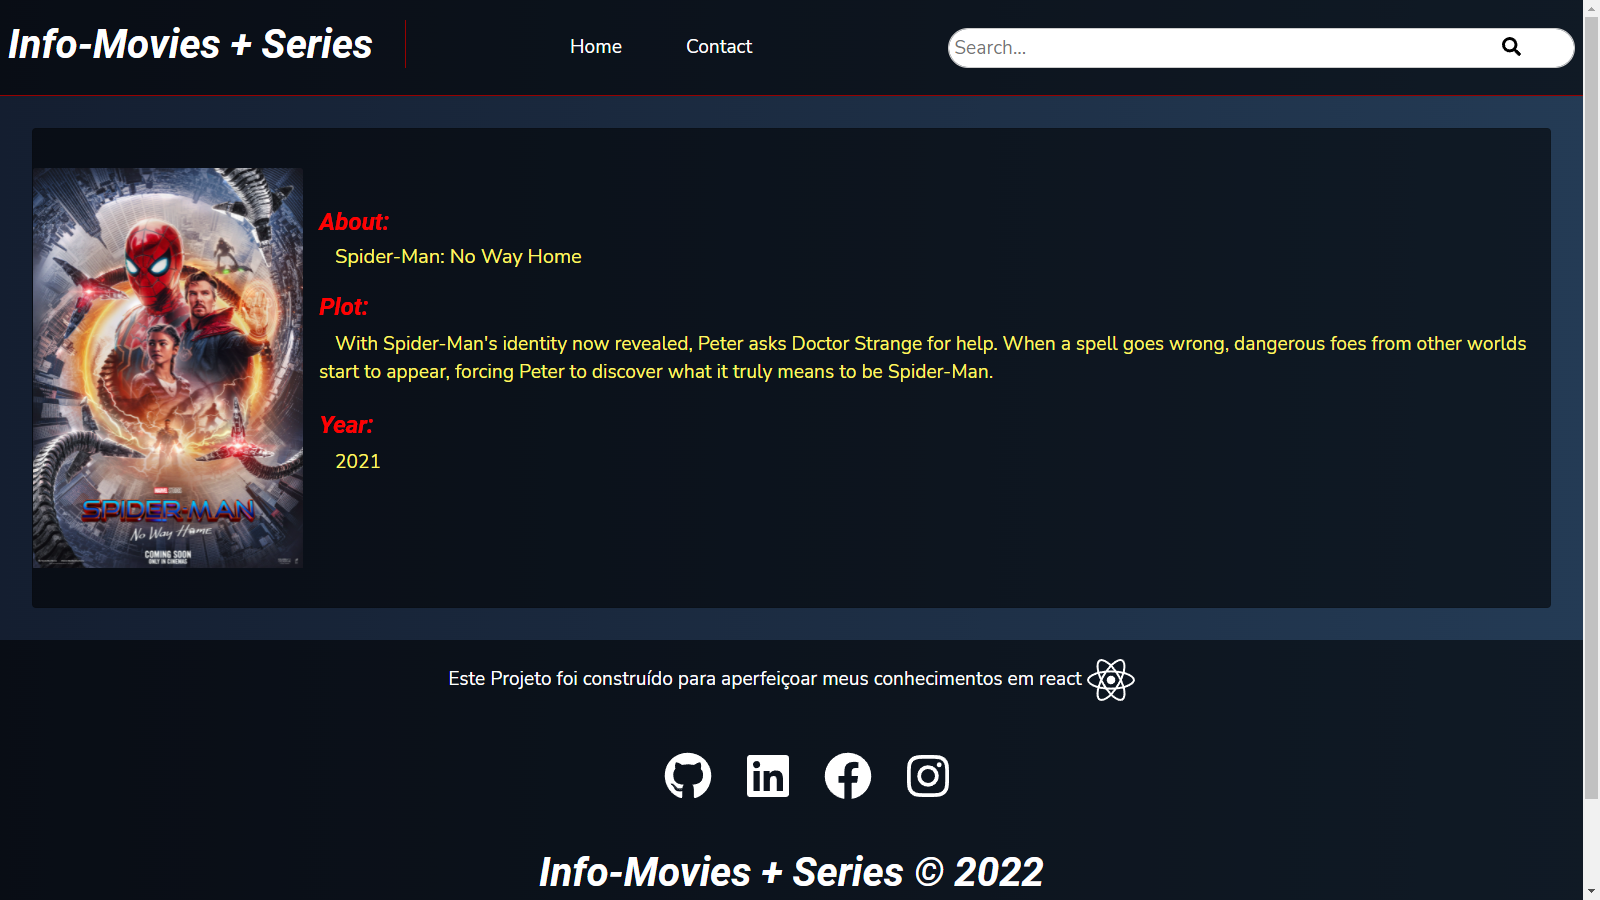 Info-Movies + Series
Home
Contact
Search...
About:
Spider-Man: No Way Home
Plot:
With Spider-Man's identity now revealed, Peter asks Doctor Strange for help. When a spell goes wrong, dangerous foes from other worlds
start to appear, forcing Peter to discover what it truly means to be Spider-Man.
Year:
2021
SPIDER-MAN
No Way Home
COMING SOON
ONLY IN CINEMAS
Este Projeto foi construído para aperfeiçoar meus conhecimentos em react
Info-Movies + Series © 2022